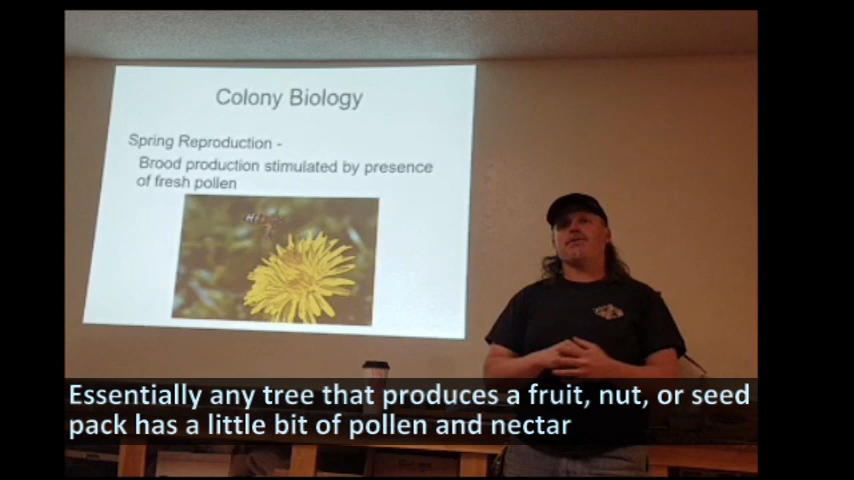 Colony Biology
Spring Reproduction -
Brood production stimulated by presence
of fresh pollen
Essentially any tree that produces a fruit, nut, or seed
pack has a little bit of pollen and nectar